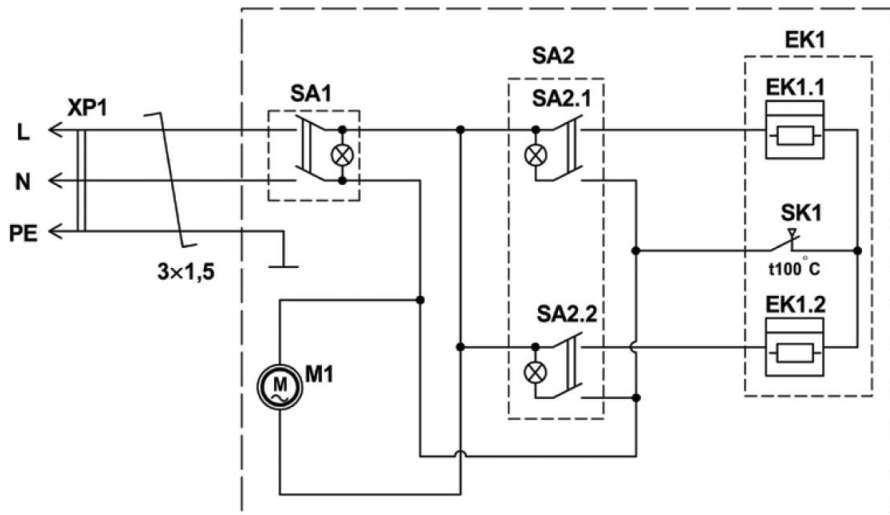 EK1
SA2
EK1.1
SA1
SA2.1
XP1
L
N
SK1
PE
t100°C
3×1,5
EK1.2
SA2.2
M1
M